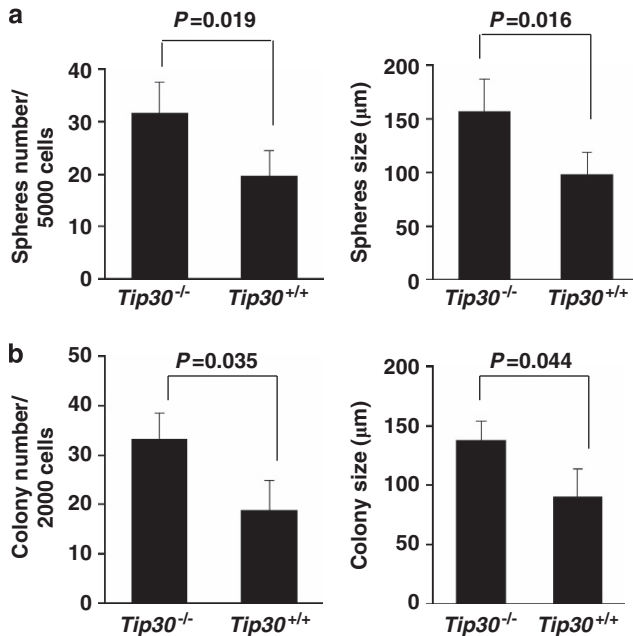 a
P=0.019
Spheres number/
5000 cells
40
30
20
10
0
Tip30-/- Tip30+/+
P=0.016
Spheres size (μm)
200
150
100
50
0
Tip30-/- Tip30+/+
b
P=0.035
Colony number/
2000 cells
50
40
30
20
10
0
Tip30-/- Tip30+/+
P=0.044
Colony size (μm)
200
150
100
50
0
Tip30-/- Tip30+/+